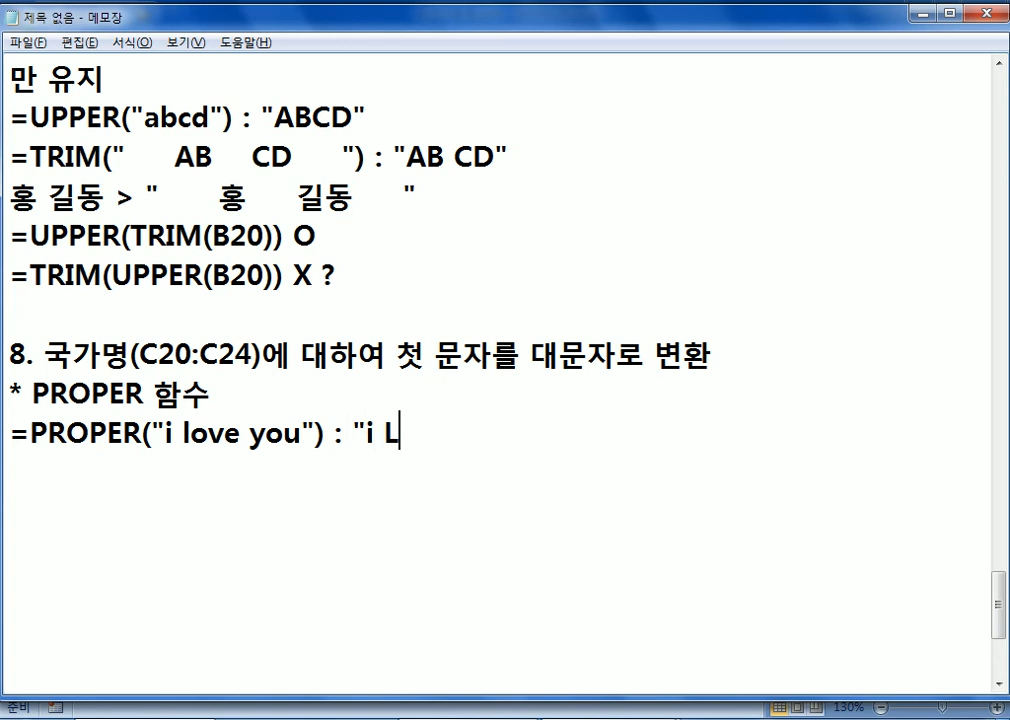 제목 없음 - 메모장
파일(F) 편집(E) 서식(O) 보기(V) 도움말(H)
만 유지
=UPPER("abcd") : "ABCD"
=TRIM("      AB     CD      ") : "AB CD"
홍 길동 > "       홍      길동      "
=UPPER(TRIM(B20)) O
=TRIM(UPPER(B20)) X ?
8. 국가명(C20:C24)에 대하여 첫 문자를 대문자로 변환
* PROPER 함수
=PROPER("i love you") : "i L
준비 130%